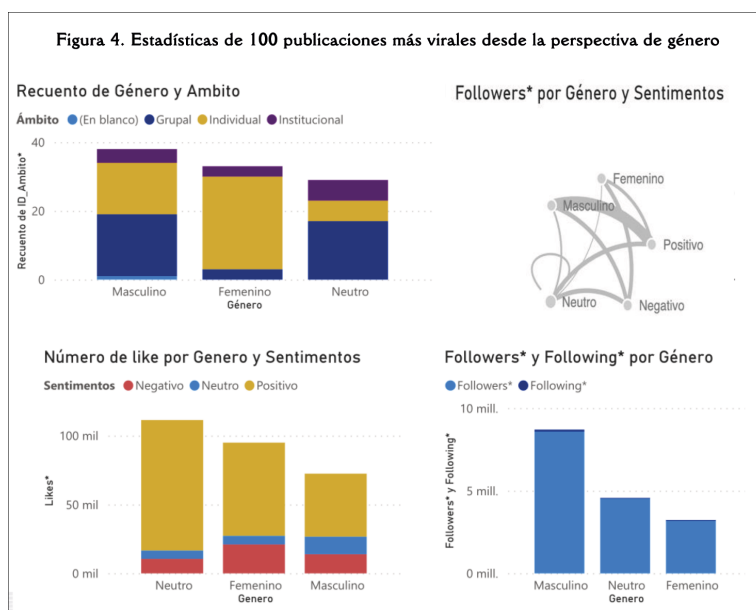 Figura 4. Estadísticas de 100 publicaciones más virales desde la perspectiva de género
Recuento de Género y Ambito
Ámbito (En blanco) Grupal Individual Institucional
Recuento de ID_Ambito*
40
20
0
Masculino Femenino Neutro
Género
Followers* por Género y Sentimentos
Femenino
Masculino
Positivo
Neutro
Negativo
Número de like por Genero y Sentimientos
Sentimentos Negativo Neutro Positivo
Likes*
100 mil
50 mil
0 mil
Neutro Femenino Masculino
Genero
Followers* y Following* por Género
Followers* Following*
Followers* y Following*
10 mill.
5 mill.
0 mill.
Masculino Neutro Femenino
Genero